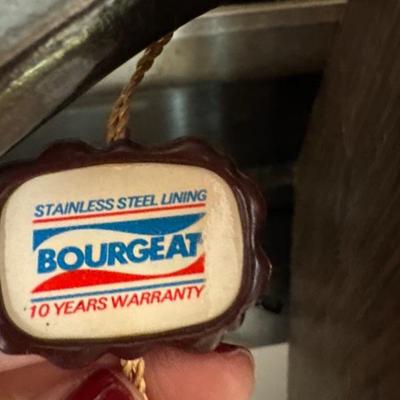 STAINLESS STEEL LINING
BOURGEAT
10 YEARS WARRANTY